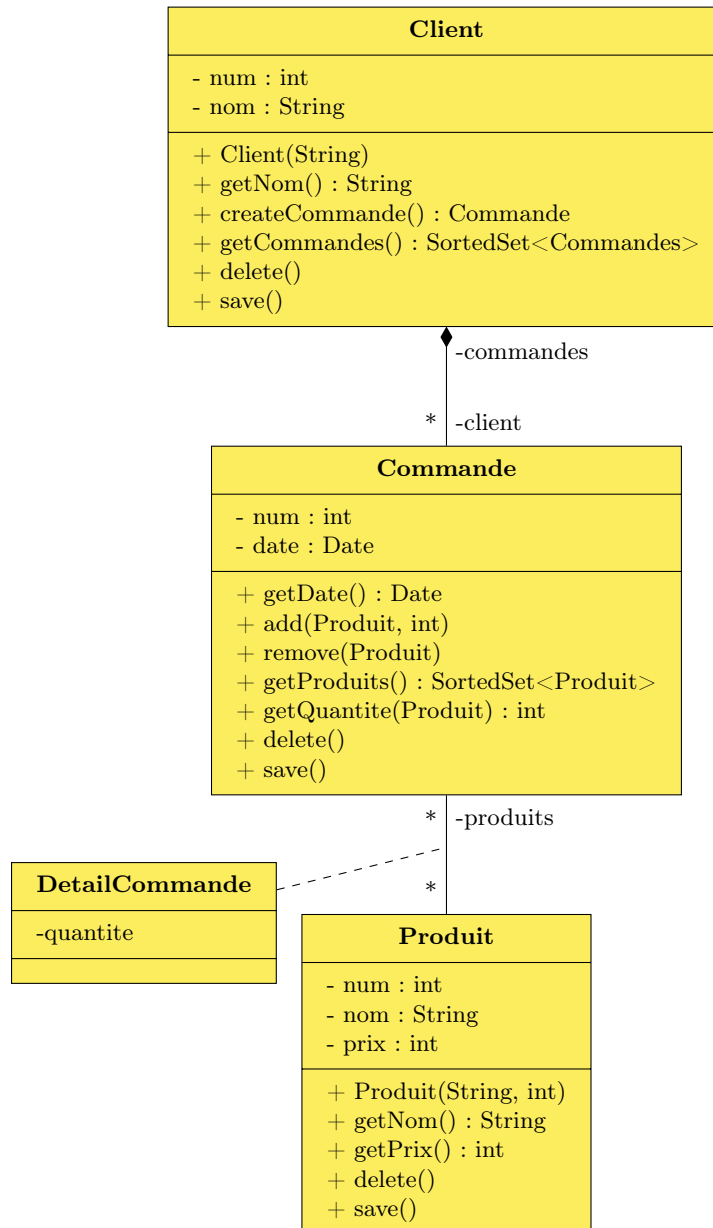 Client
- num : int
- nom : String
+ Client(String)
+ getNom() : String
+ createCommande() : Commande
+ getCommandes() : SortedSet<Commandes>
+ delete()
+ save()
-commandes
* -client
Commande
- num : int
- date : Date
+ getDate() : Date
+ add(Produit, int)
+ remove(Produit)
+ getProduits() : SortedSet<Produit>
+ getQuantite(Produit) : int
+ delete()
+ save()
* -produits
DetailCommande
-quantite
*
Produit
- num : int
- nom : String
- prix : int
+ Produit(String, int)
+ getNom() : String
+ getPrix() : int
+ delete()
+ save()